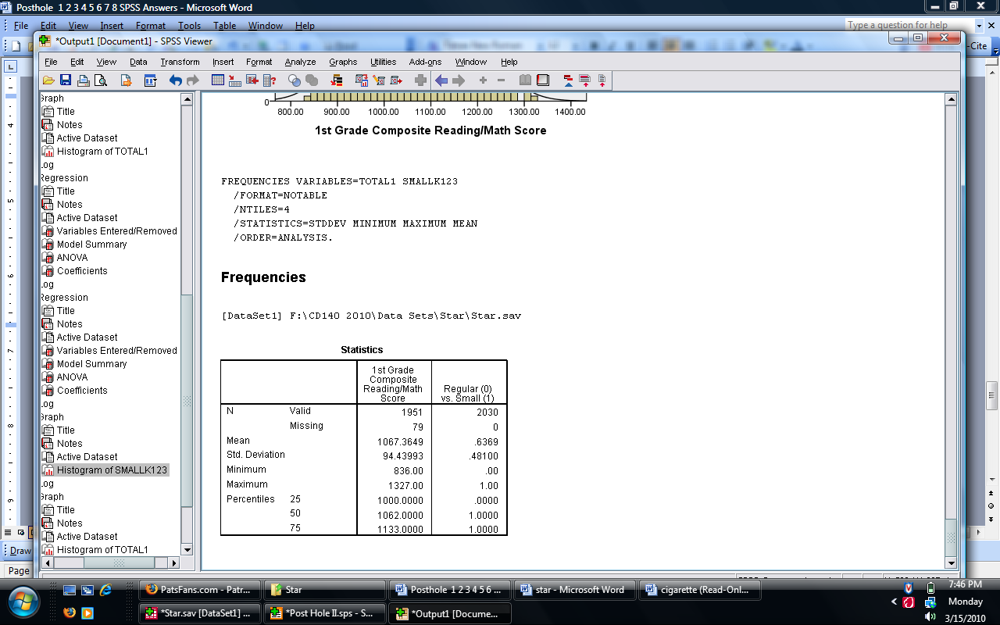 Posthole 1 2 3 4 5 6 7 8 SPSS Answers - Microsoft Word
File Edit View Insert Format Tools Table Window Help
Type a question for help
*Output1 [Document1] - SPSS Viewer
-Cite
File Edit View Data Transform Insert Format Analyze Graphs Utilities Add-ons Window Help
Graph
Title
Notes
Active Dataset
Histogram of TOTAL1
Log
Regression
Title
Notes
Active Dataset
Variables Entered/Removed
Model Summary
ANOVA
Coefficients
Log
Regression
Title
Notes
Active Dataset
Variables Entered/Removed
Model Summary
ANOVA
Coefficients
Log
Graph
Title
Notes
Active Dataset
Histogram of SMALLK123
Log
Graph
Title
Notes
Active Dataset
Histogram of TOTAL1
4
5
6
7
8
9
0
800.00 900.00 1000.00 1100.00 1200.00 1300.00 1400.00
1st Grade Composite Reading/Math Score
FREQUENCIES VARIABLES=TOTAL1 SMALLK123
/FORMAT=NOTABLE
/NTILES=4
/STATISTICS=STDDEV MINIMUM MAXIMUM MEAN
/ORDER=ANALYSIS.
Frequencies
[DataSet1] F:\CD140 2010\Data Sets\Star\Star.sav
Statistics
1st Grade
Composite
Reading/Math
Score
Regular (0)
vs. Small (1)
N Valid 1951 2030
Missing 79 0
Mean 1067.3649 .6369
Std. Deviation 94.43993 .48100
Minimum 836.00 .00
Maximum 1327.00 1.00
Percentiles 25 1000.0000 .0000
50 1062.0000 1.0000
75 1133.0000 1.0000
Draw
Page
PatsFans.com - Patr...
Star
Posthole 1 2 3 4 5 6 ...
star - Microsoft Word
cigarette (Read-Onl...
*Star.sav [DataSet1] ...
*Post Hole II.sps - S...
*Output1 [Docume...
7:46 PM
Monday
3/15/2010